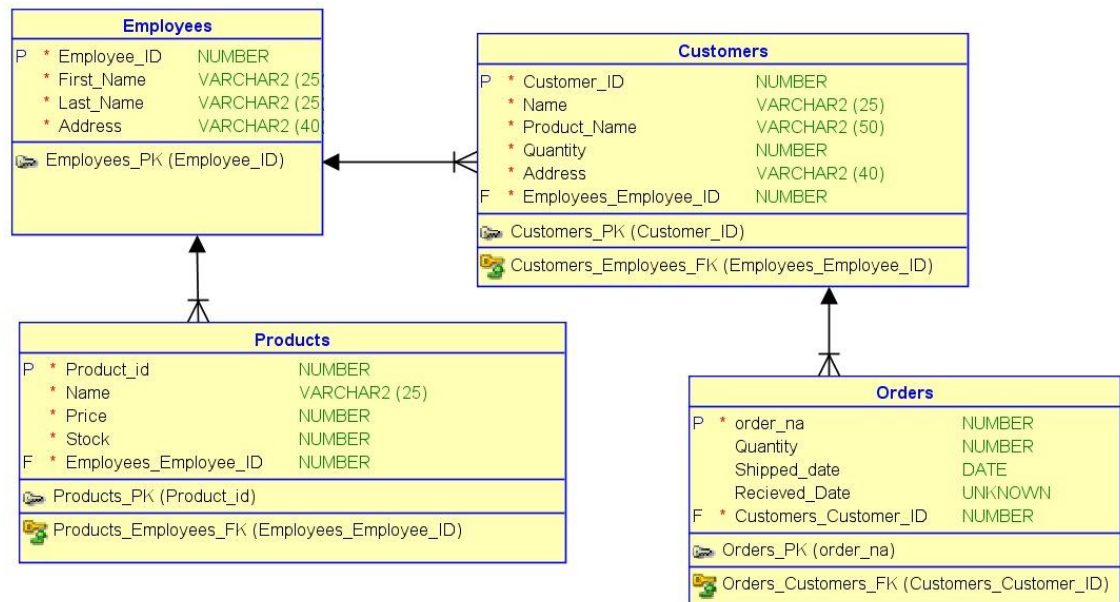 Employees
P * Employee_ID NUMBER
* First_Name VARCHAR2 (25
* Last_Name VARCHAR2 (25
* Address VARCHAR2 (40
Employees_PK (Employee_ID)
Customers
P * Customer_ID NUMBER
* Name VARCHAR2 (25)
* Product_Name VARCHAR2 (50)
* Quantity NUMBER
* Address VARCHAR2 (40)
F * Employees_Employee_ID NUMBER
Customers_PK (Customer_ID)
Customers_Employees_FK (Employees_Employee_ID)
Products
P * Product_id NUMBER
* Name VARCHAR2 (25)
* Price NUMBER
* Stock NUMBER
F * Employees_Employee_ID NUMBER
Products_PK (Product_id)
Products_Employees_FK (Employees_Employee_ID)
Orders
P * order_na NUMBER
Quantity NUMBER
Shipped_date DATE
Recieved_Date UNKNOWN
F * Customers_Customer_ID NUMBER
Orders_PK (order_na)
Orders_Customers_FK (Customers_Customer_ID)